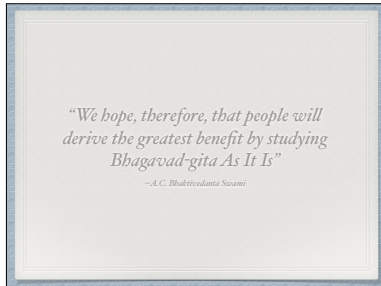 “We hope, therefore, that people will
derive the greatest benefit by studying
Bhagavad-gita As It Is”
–A.C. Bhaktivedanta Swami